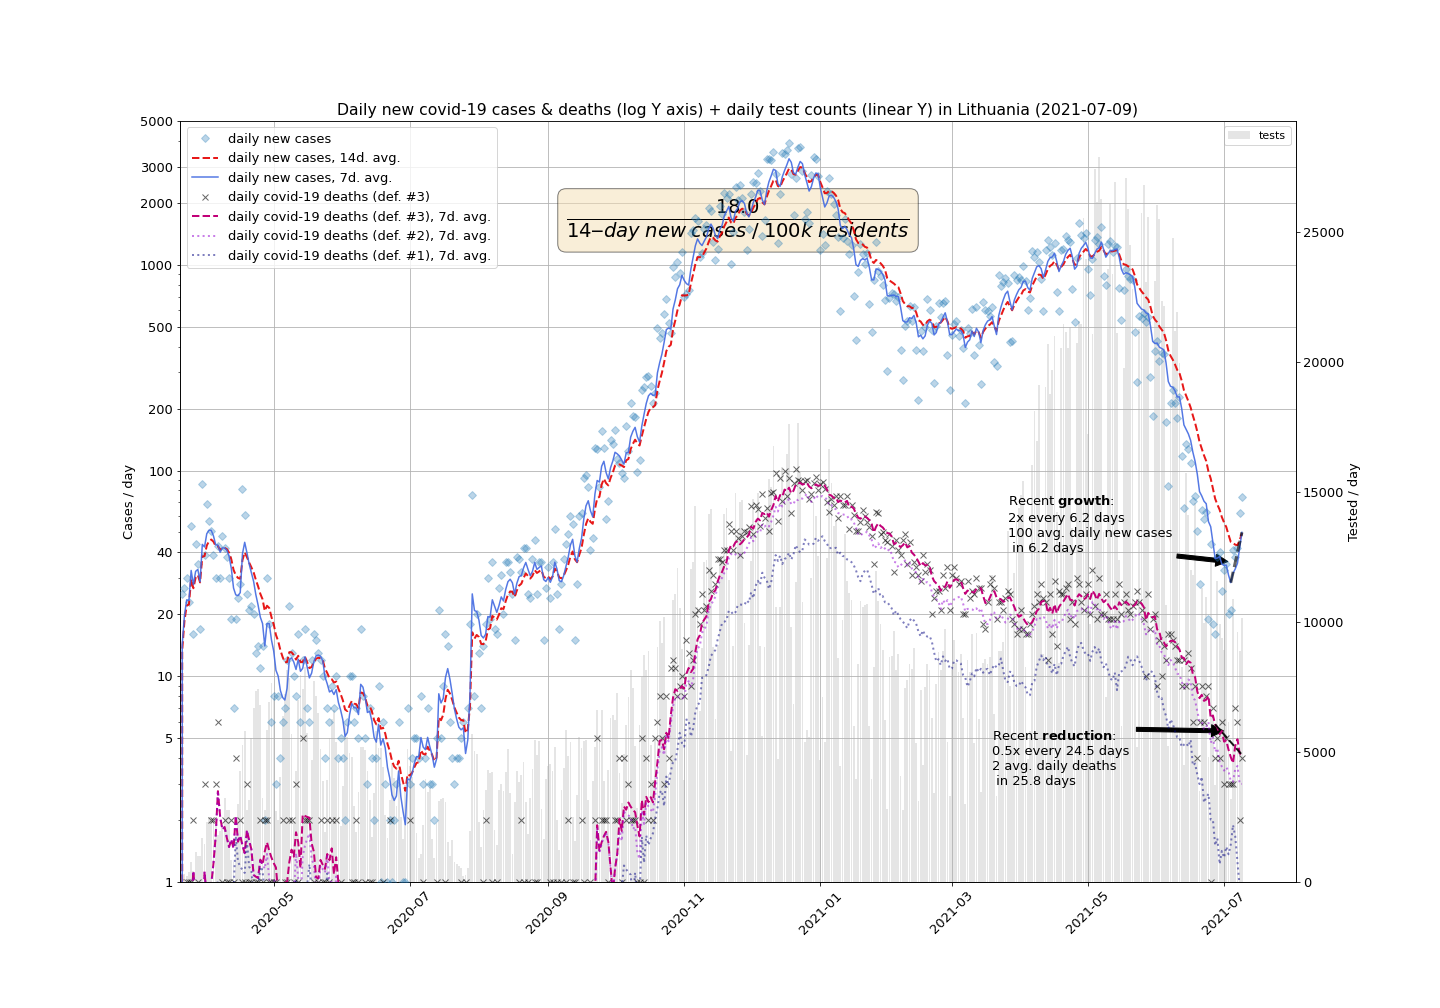 Daily new covid-19 cases & deaths (log Y axis) + daily test counts (linear Y) in Lithuania (2021-07-09)
daily new cases
daily new cases, 14d. avg.
daily new cases, 7d. avg.
daily covid-19 deaths (def. #3)
daily covid-19 deaths (def. #3), 7d. avg.
daily covid-19 deaths (def. #2), 7d. avg.
daily covid-19 deaths (def. #1), 7d. avg.
tests
18.0
14−day new cases / 100k residents
5000
3000
2000
1000
500
200
100
40
20
10
5
1
Cases / day
25000
20000
15000
10000
5000
0
Tested / day
Recent growth:
2x every 6.2 days
100 avg. daily new cases
in 6.2 days
Recent reduction:
0.5x every 24.5 days
2 avg. daily deaths
in 25.8 days
2020-05
2020-07
2020-09
2020-11
2021-01
2021-03
2021-05
2021-07